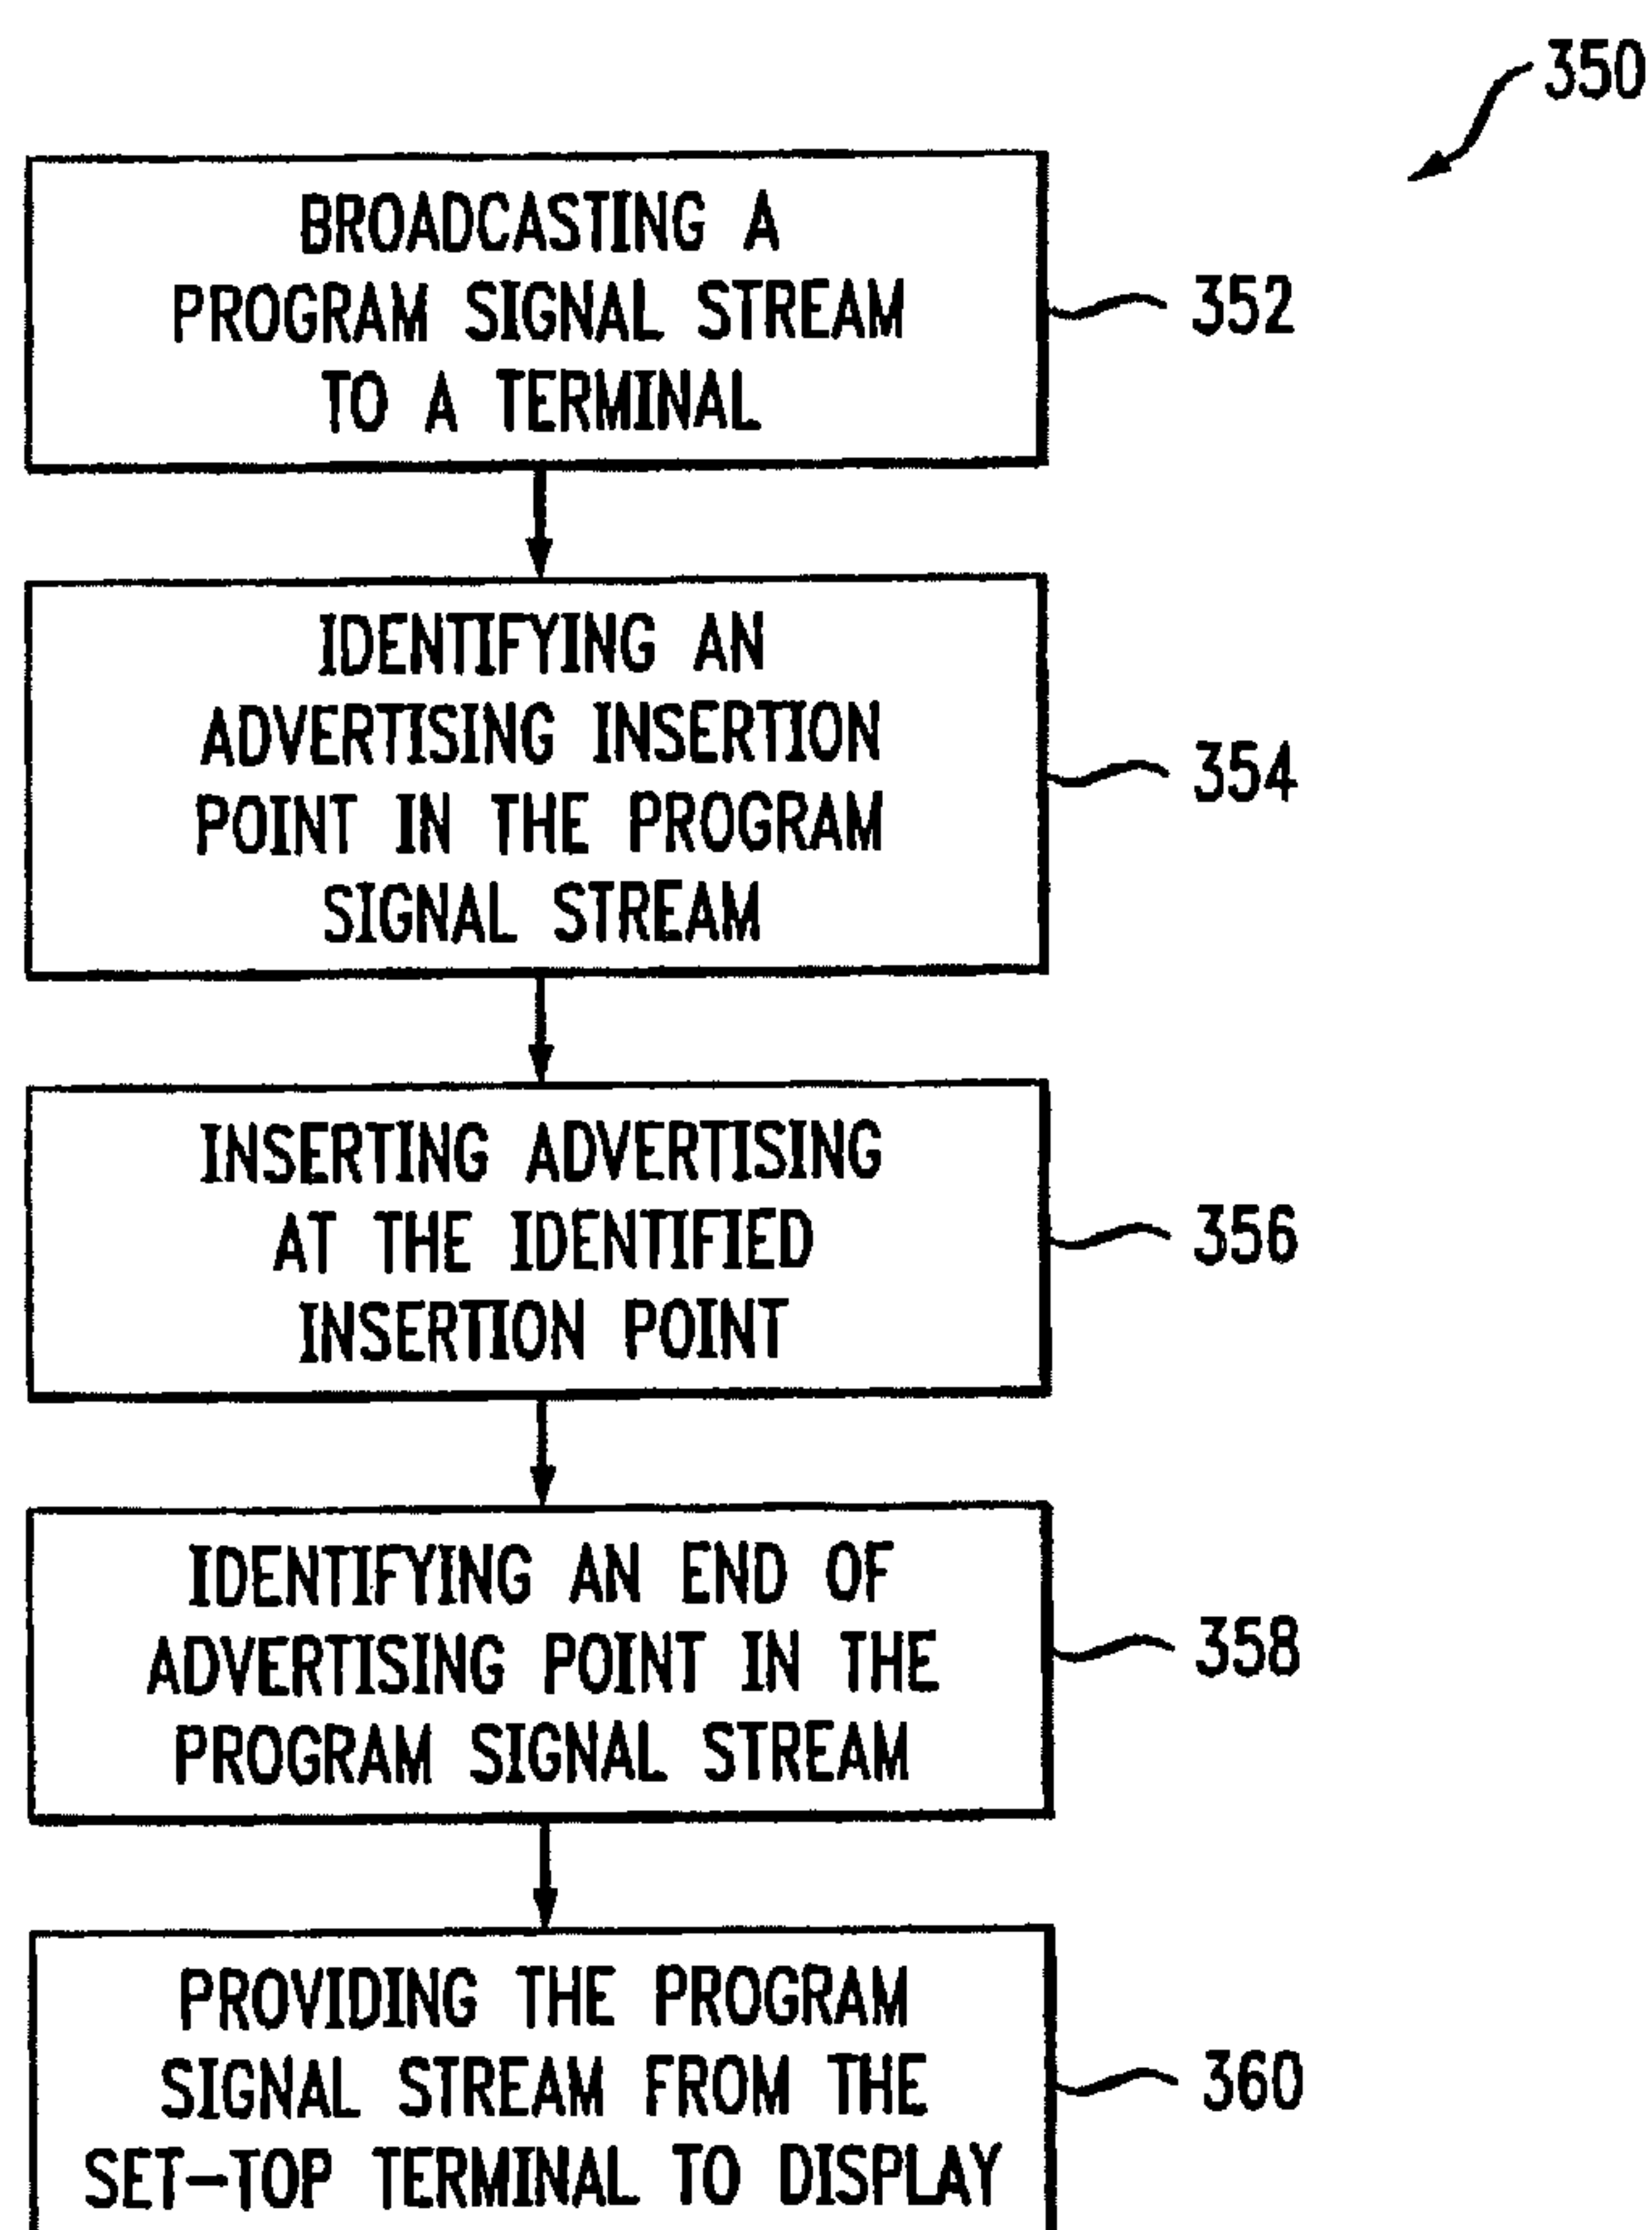 350
BROADCASTING A
PROGRAM SIGNAL STREAM
TO A TERMINAL
352
IDENTIFYING AN
ADVERTISING INSERTION
POINT IN THE PROGRAM
SIGNAL STREAM
354
INSERTING ADVERTISING
AT THE IDENTIFIED
INSERTION POINT
356
IDENTIFYING AN END OF
ADVERTISING POINT IN THE
PROGRAM SIGNAL STREAM
358
PROVIDING THE PROGRAM
SIGNAL STREAM FROM THE
SET-TOP TERMINAL TO DISPLAY
360